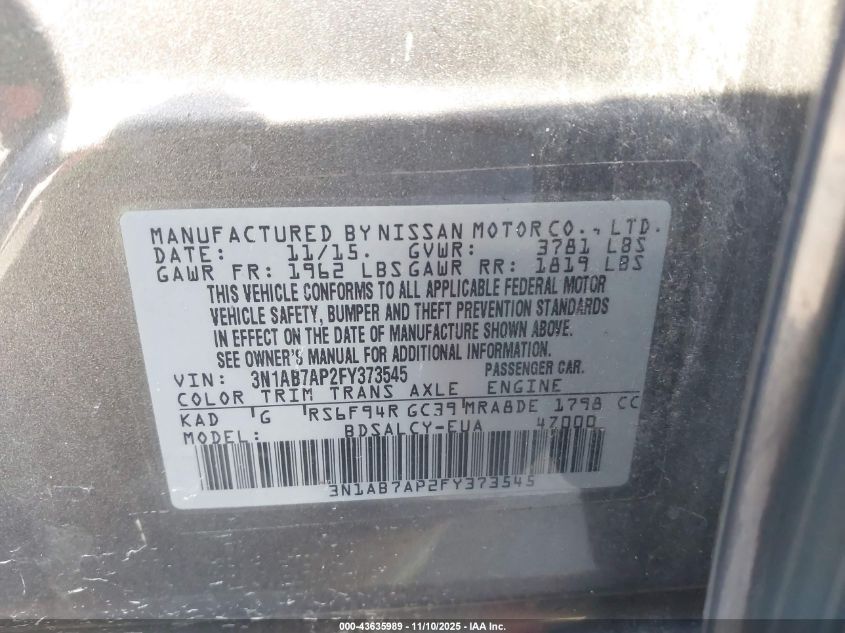 MANUFACTURED BY NISSAN MOTOR CO., LTD.
DATE: 11/15. GVWR: 3781 LBS
GAWR FR: 1962 LBS GAWR RR: 1819 LBS
THIS VEHICLE CONFORMS TO ALL APPLICABLE FEDERAL MOTOR
VEHICLE SAFETY, BUMPER AND THEFT PREVENTION STANDARDS
IN EFFECT ON THE DATE OF MANUFACTURE SHOWN ABOVE.
SEE OWNER'S MANUAL FOR ADDITIONAL INFORMATION.
VIN: 3N1AB7AP2FY373545 PASSENGER CAR.
COLOR TRIM TRANS AXLE ENGINE
KAD G RS6F94R GC39 MRA8DE 1798 CC
MODEL: BDSALCY-EUA 47000
3N1AB7AP2FY373545
000-43635989 - 11/10/2025 - IAA Inc.